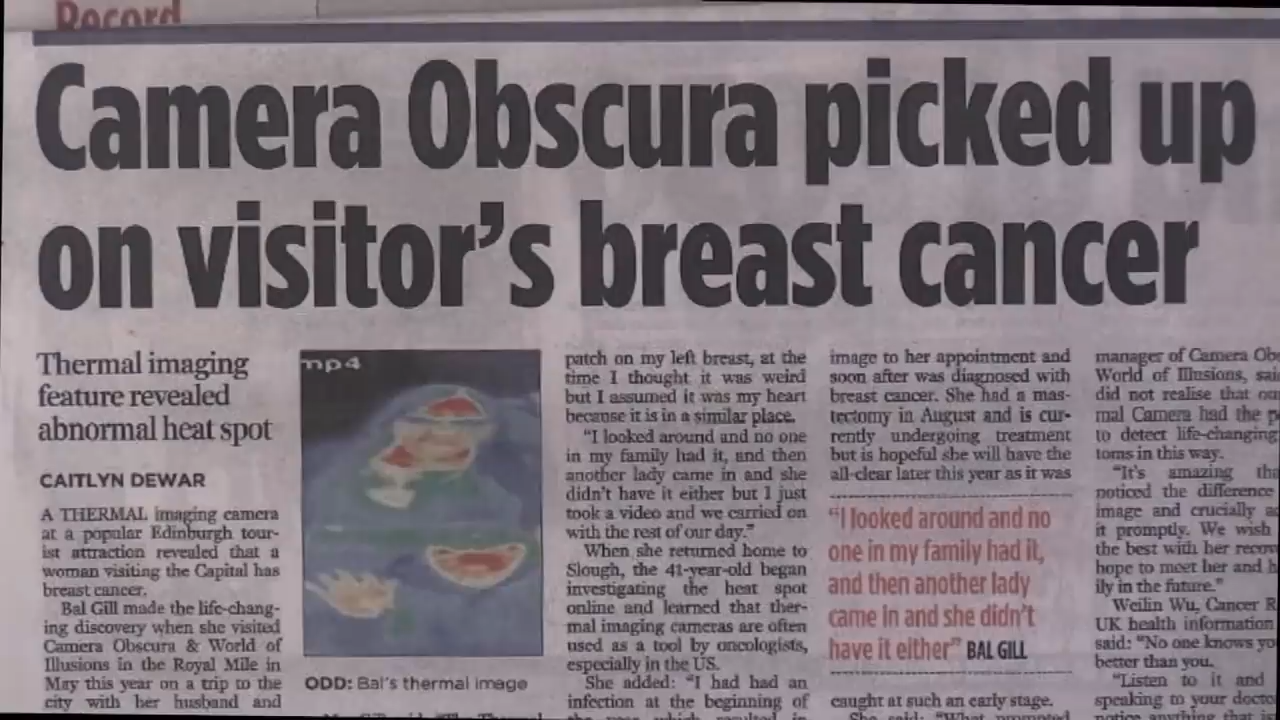 Record
Camera Obscura picked up
on visitor's breast cancer
Thermal imaging
feature revealed
abnormal heat spot
CAITLYN DEWAR
A THERMAL imaging camera
at a popular Edinburgh tour-
ist attraction revealed that a
woman visiting the Capital has
breast cancer.
Bal Gill made the life-chang-
ing discovery when she visited
Camera Obscura & World of
Illusions in the Royal Mile in
May this year on a trip to the
city with her husband and
mp4
ODD: Bal's thermal image
patch on my left breast, at the
time I thought it was weird
but I assumed it was my heart
because it is in a similar place.
"I looked around and no one
in my family had it, and then
another lady came in and she
didn't have it either but I just
took a video and we carried on
with the rest of our day."
When she returned home to
Slough, the 41-year-old began
investigating the heat spot
online and learned that ther-
mal imaging cameras are often
used as a tool by oncologists,
especially in the US.
She added: "I had had an
infection at the beginning of
image to her appointment and
soon after was diagnosed with
breast cancer. She had a mas-
tectomy in August and is cur-
rently undergoing treatment
but is hopeful she will have the
all-clear later this year as it was
"I looked around and no
one in my family had it,
and then another lady
came in and she didn't
have it either" BAL GILL
caught at such an early stage.
She said: "What prompted
manager of Camera
World of Illusions,
did not realise that
mal Camera had the
to detect life-changing
toms in this way.
"It's amazing
noticed the difference
image and crucially
it promptly. We wish
the best with her
hope to meet her and
ily in the future."
Weilin Wu, Cancer
UK health information
said: "No one knows
better than you.
"Listen to it and
speaking to your